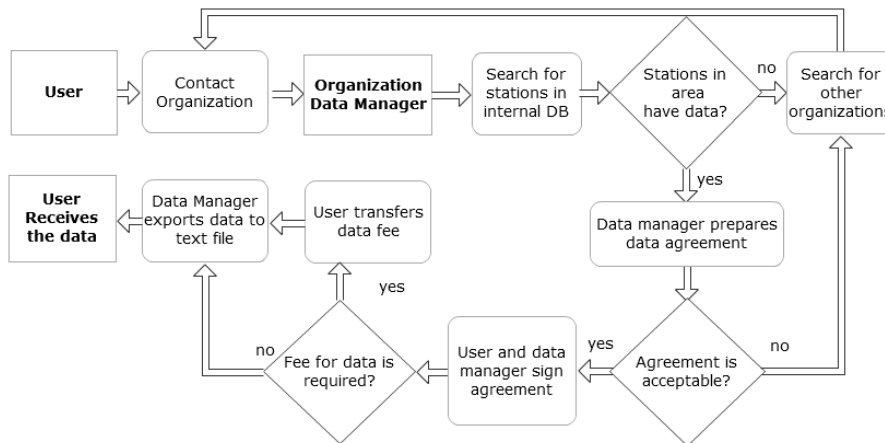 User
Contact
Organization
Organization
Data Manager
Search for
stations in
internal DB
Stations in
area
have data?
no
Search for
other
organizations
yes
User
Receives
the data
Data Manager
exports data to
text file
User transfers
data fee
Data manager prepares
data agreement
yes
no
Fee for data is
required?
User and data
manager sign
agreement
yes
Agreement is
acceptable?
no